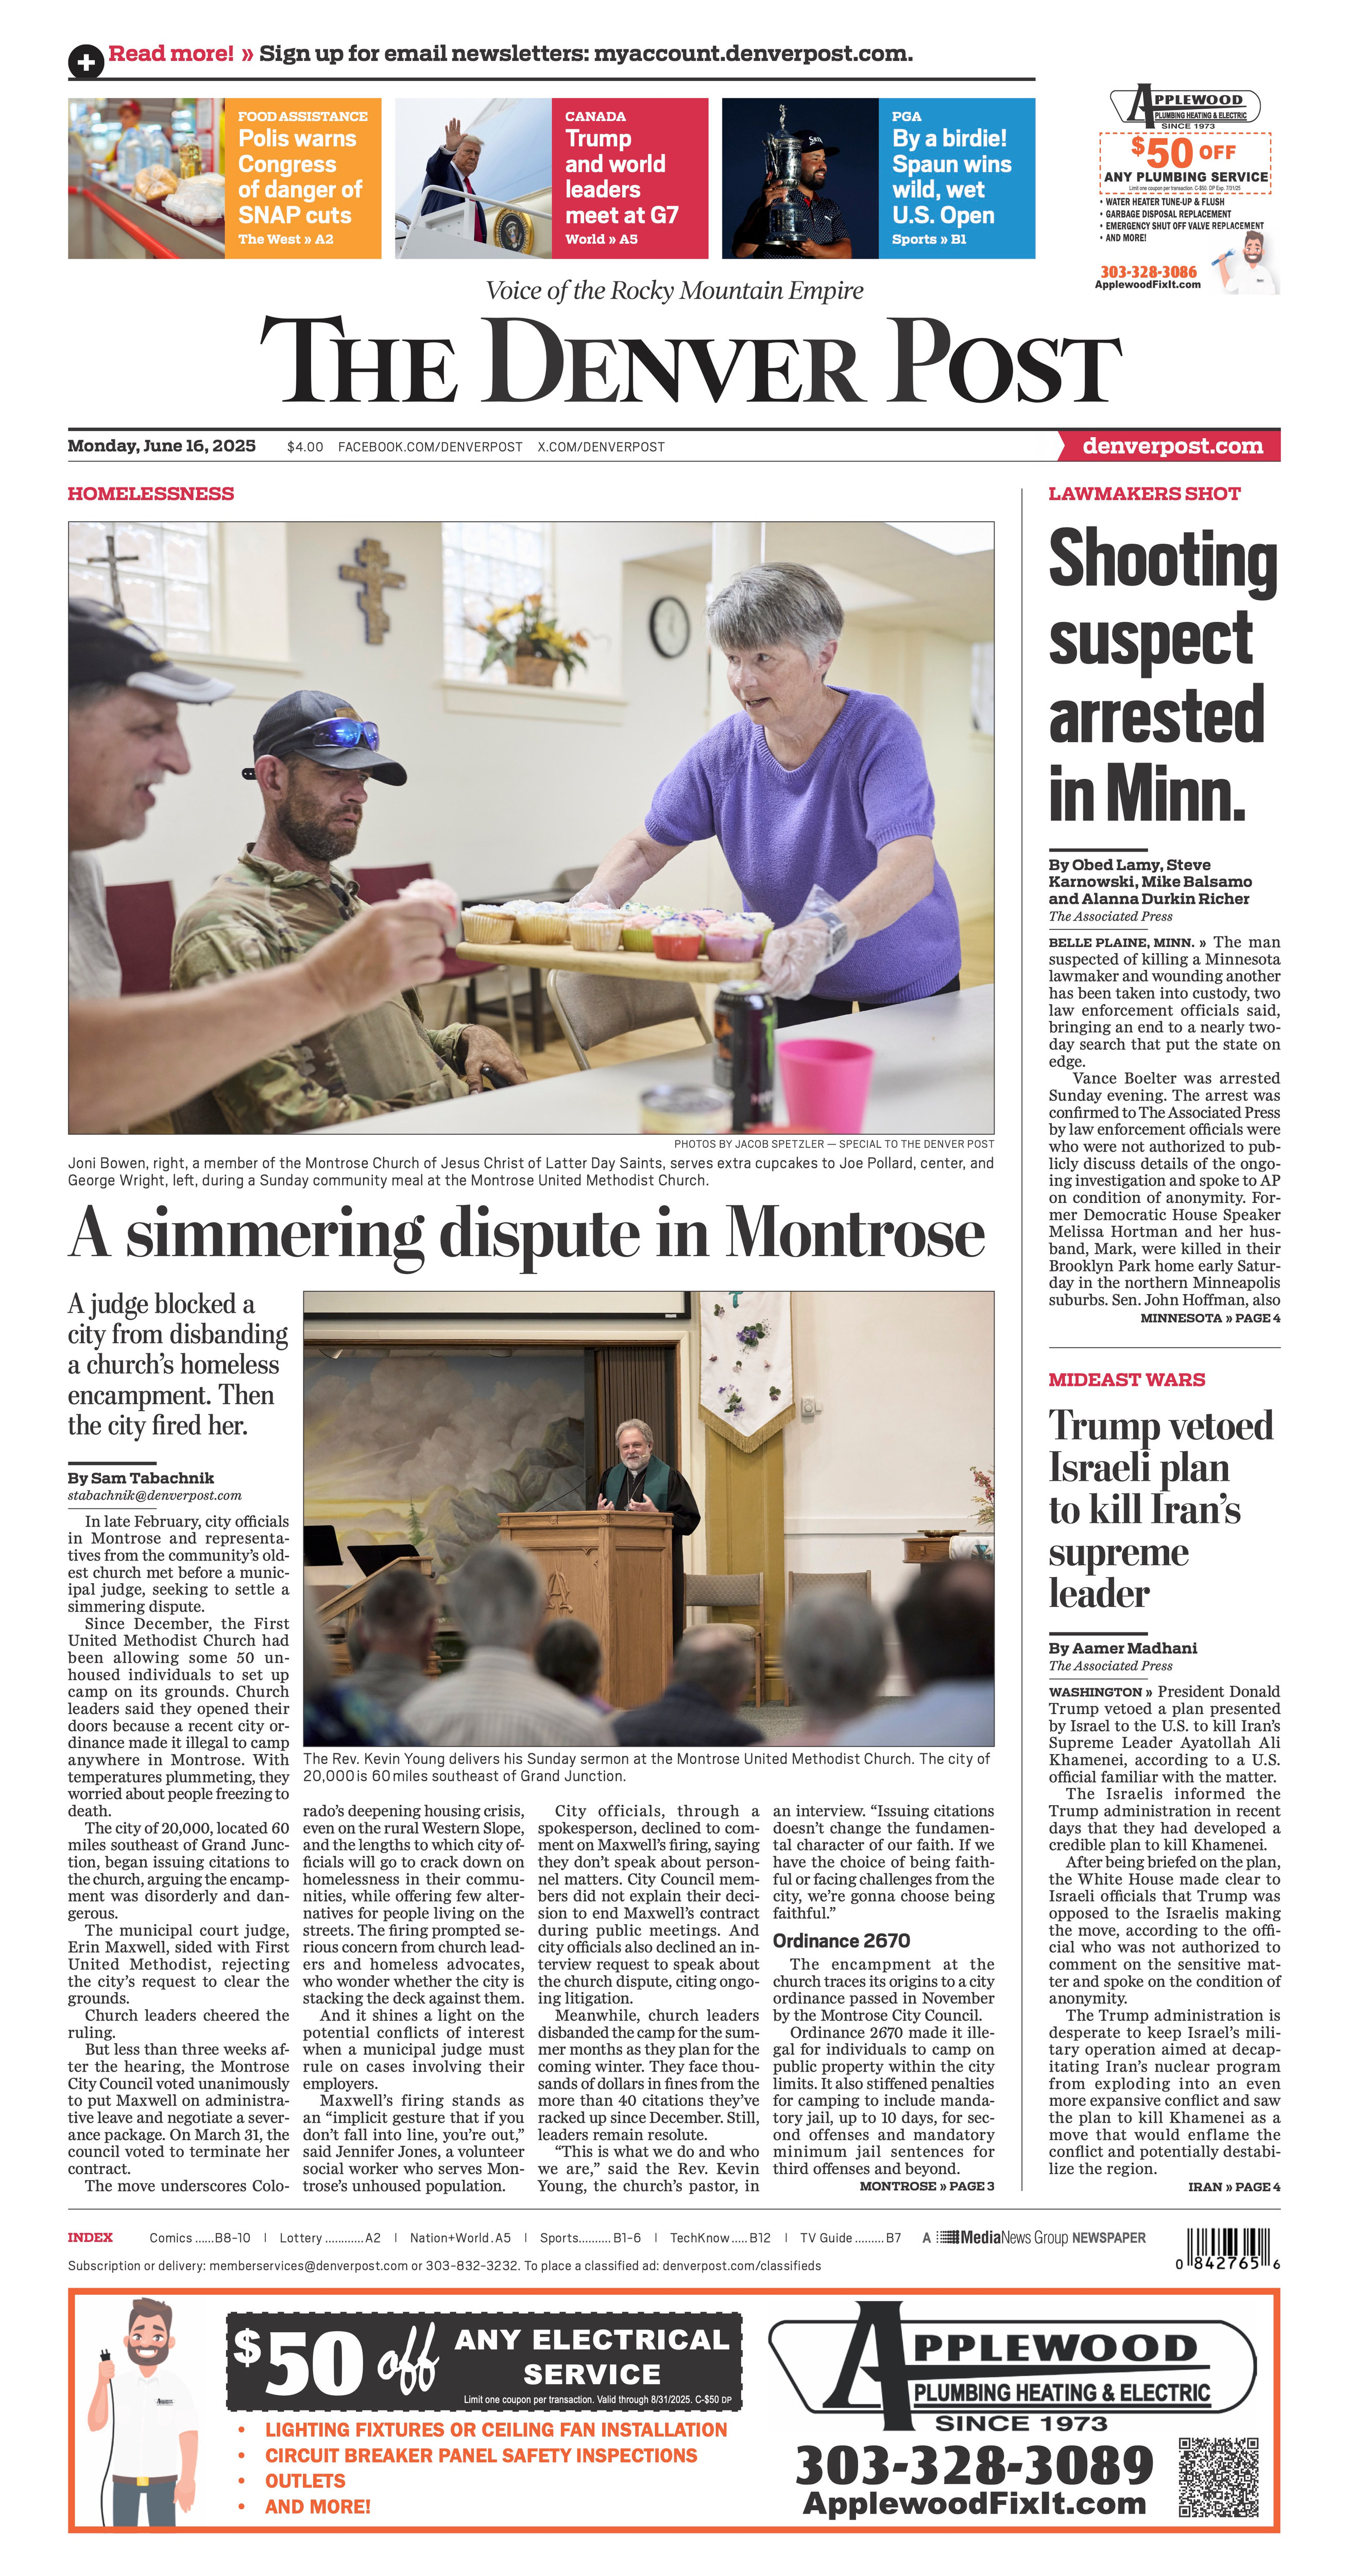 Read more! » Sign up for email newsletters: myaccount.denverpost.com.
FOOD ASSISTANCE
Polis warns
Congress
of danger of
SNAP cuts
The West » A2
CANADA
Trump
and world
leaders
meet at G7
World » A5
PGA
By a birdie!
Spaun wins
wild, wet
U.S. Open
Sports » B1
APPLEWOOD
PLUMBING HEATING & ELECTRIC
SINCE 1973
$50 OFF
ANY PLUMBING SERVICE
Limit one coupon per transaction. C-$50. DP Exp. 7/31/25
• WATER HEATER TUNE-UP & FLUSH
• GARBAGE DISPOSAL REPLACEMENT
• EMERGENCY SHUT OFF VALVE REPLACEMENT
• AND MORE!
303-328-3086
ApplewoodFixIt.com
Voice of the Rocky Mountain Empire
THE DENVER POST
Monday, June 16, 2025 $4.00 FACEBOOK.COM/DENVERPOST X.COM/DENVERPOST denverpost.com
HOMELESSNESS
PHOTOS BY JACOB SPETZLER — SPECIAL TO THE DENVER POST
Joni Bowen, right, a member of the Montrose Church of Jesus Christ of Latter Day Saints, serves extra cupcakes to Joe Pollard, center, and
George Wright, left, during a Sunday community meal at the Montrose United Methodist Church.
A simmering dispute in Montrose
A judge blocked a
city from disbanding
a church's homeless
encampment. Then
the city fired her.
By Sam Tabachnik
stabachnik@denverpost.com
In late February, city officials
in Montrose and representa-
tives from the community's old-
est church met before a munic-
ipal judge, seeking to settle a
simmering dispute.
Since December, the First
United Methodist Church had
been allowing some 50 un-
housed individuals to set up
camp on its grounds. Church
leaders said they opened their
doors because a recent city or-
dinance made it illegal to camp
anywhere in Montrose. With
temperatures plummeting, they
worried about people freezing to
death.
The city of 20,000, located 60
miles southeast of Grand Junc-
tion, began issuing citations to
the church, arguing the encamp-
ment was disorderly and dan-
gerous.
The municipal court judge,
Erin Maxwell, sided with First
United Methodist, rejecting
the city's request to clear the
grounds.
Church leaders cheered the
ruling.
But less than three weeks af-
ter the hearing, the Montrose
City Council voted unanimously
to put Maxwell on administra-
tive leave and negotiate a sever-
ance package. On March 31, the
council voted to terminate her
contract.
The move underscores Colo-
The Rev. Kevin Young delivers his Sunday sermon at the Montrose United Methodist Church. The city of
20,000 is 60 miles southeast of Grand Junction.
rado's deepening housing crisis,
even on the rural Western Slope,
and the lengths to which city of-
ficials will go to crack down on
homelessness in their commu-
nities, while offering few alter-
natives for people living on the
streets. The firing prompted se-
rious concern from church lead-
ers and homeless advocates,
who wonder whether the city is
stacking the deck against them.
And it shines a light on the
potential conflicts of interest
when a municipal judge must
rule on cases involving their
employers.
Maxwell's firing stands as
an “implicit gesture that if you
don't fall into line, you're out,”
said Jennifer Jones, a volunteer
social worker who serves Mon-
trose's unhoused population.
City officials, through a
spokesperson, declined to com-
ment on Maxwell's firing, saying
they don't speak about person-
nel matters. City Council mem-
bers did not explain their deci-
sion to end Maxwell's contract
during public meetings. And
city officials also declined an in-
terview request to speak about
the church dispute, citing ongo-
ing litigation.
Meanwhile, church leaders
disbanded the camp for the sum-
mer months as they plan for the
coming winter. They face thou-
sands of dollars in fines from the
more than 40 citations they've
racked up since December. Still,
leaders remain resolute.
“This is what we do and who
we are,” said the Rev. Kevin
Young, the church's pastor, in
an interview. “Issuing citations
doesn't change the fundamen-
tal character of our faith. If we
have the choice of being faith-
ful or facing challenges from the
city, we're gonna choose being
faithful.”
Ordinance 2670
The encampment at the
church traces its origins to a city
ordinance passed in November
by the Montrose City Council.
Ordinance 2670 made it ille-
gal for individuals to camp on
public property within the city
limits. It also stiffened penalties
for camping to include manda-
tory jail, up to 10 days, for sec-
ond offenses and mandatory
minimum jail sentences for
third offenses and beyond.
MONTROSE » PAGE 3
LAWMAKERS SHOT
Shooting
suspect
arrested
in Minn.
By Obed Lamy, Steve
Karnowski, Mike Balsamo
and Alanna Durkin Richer
The Associated Press
BELLE PLAINE, MINN. » The man
suspected of killing a Minnesota
lawmaker and wounding another
has been taken into custody, two
law enforcement officials said,
bringing an end to a nearly two-
day search that put the state on
edge.
Vance Boelter was arrested
Sunday evening. The arrest was
confirmed to The Associated Press
by law enforcement officials were
who were not authorized to pub-
licly discuss details of the ongo-
ing investigation and spoke to AP
on condition of anonymity. For-
mer Democratic House Speaker
Melissa Hortman and her hus-
band, Mark, were killed in their
Brooklyn Park home early Satur-
day in the northern Minneapolis
suburbs. Sen. John Hoffman, also
MINNESOTA » PAGE 4
MIDEAST WARS
Trump vetoed
Israeli plan
to kill Iran's
supreme
leader
By Aamer Madhani
The Associated Press
WASHINGTON » President Donald
Trump vetoed a plan presented
by Israel to the U.S. to kill Iran's
Supreme Leader Ayatollah Ali
Khamenei, according to a U.S.
official familiar with the matter.
The Israelis informed the
Trump administration in recent
days that they had developed a
credible plan to kill Khamenei.
After being briefed on the plan,
the White House made clear to
Israeli officials that Trump was
opposed to the Israelis making
the move, according to the offi-
cial who was not authorized to
comment on the sensitive mat-
ter and spoke on the condition of
anonymity.
The Trump administration is
desperate to keep Israel's mili-
tary operation aimed at decap-
itating Iran's nuclear program
from exploding into an even
more expansive conflict and saw
the plan to kill Khamenei as a
move that would enflame the
conflict and potentially destabi-
lize the region.
IRAN » PAGE 4
INDEX Comics ......B8-10 | Lottery ............A2 | Nation+World.A5 | Sports.......... B1-6 | TechKnow.....B12 | TV Guide .........B7 A MediaNews Group NEWSPAPER
Subscription or delivery: memberservices@denverpost.com or 303-832-3232. To place a classified ad: denverpost.com/classifieds
0 842765 6
$50 off ANY ELECTRICAL
SERVICE
Limit one coupon per transaction. Valid through 8/31/2025. C-$50 DP
• LIGHTING FIXTURES OR CEILING FAN INSTALLATION
• CIRCUIT BREAKER PANEL SAFETY INSPECTIONS
• OUTLETS
• AND MORE!
APPLEWOOD
PLUMBING HEATING & ELECTRIC
SINCE 1973
303-328-3089
ApplewoodFixIt.com